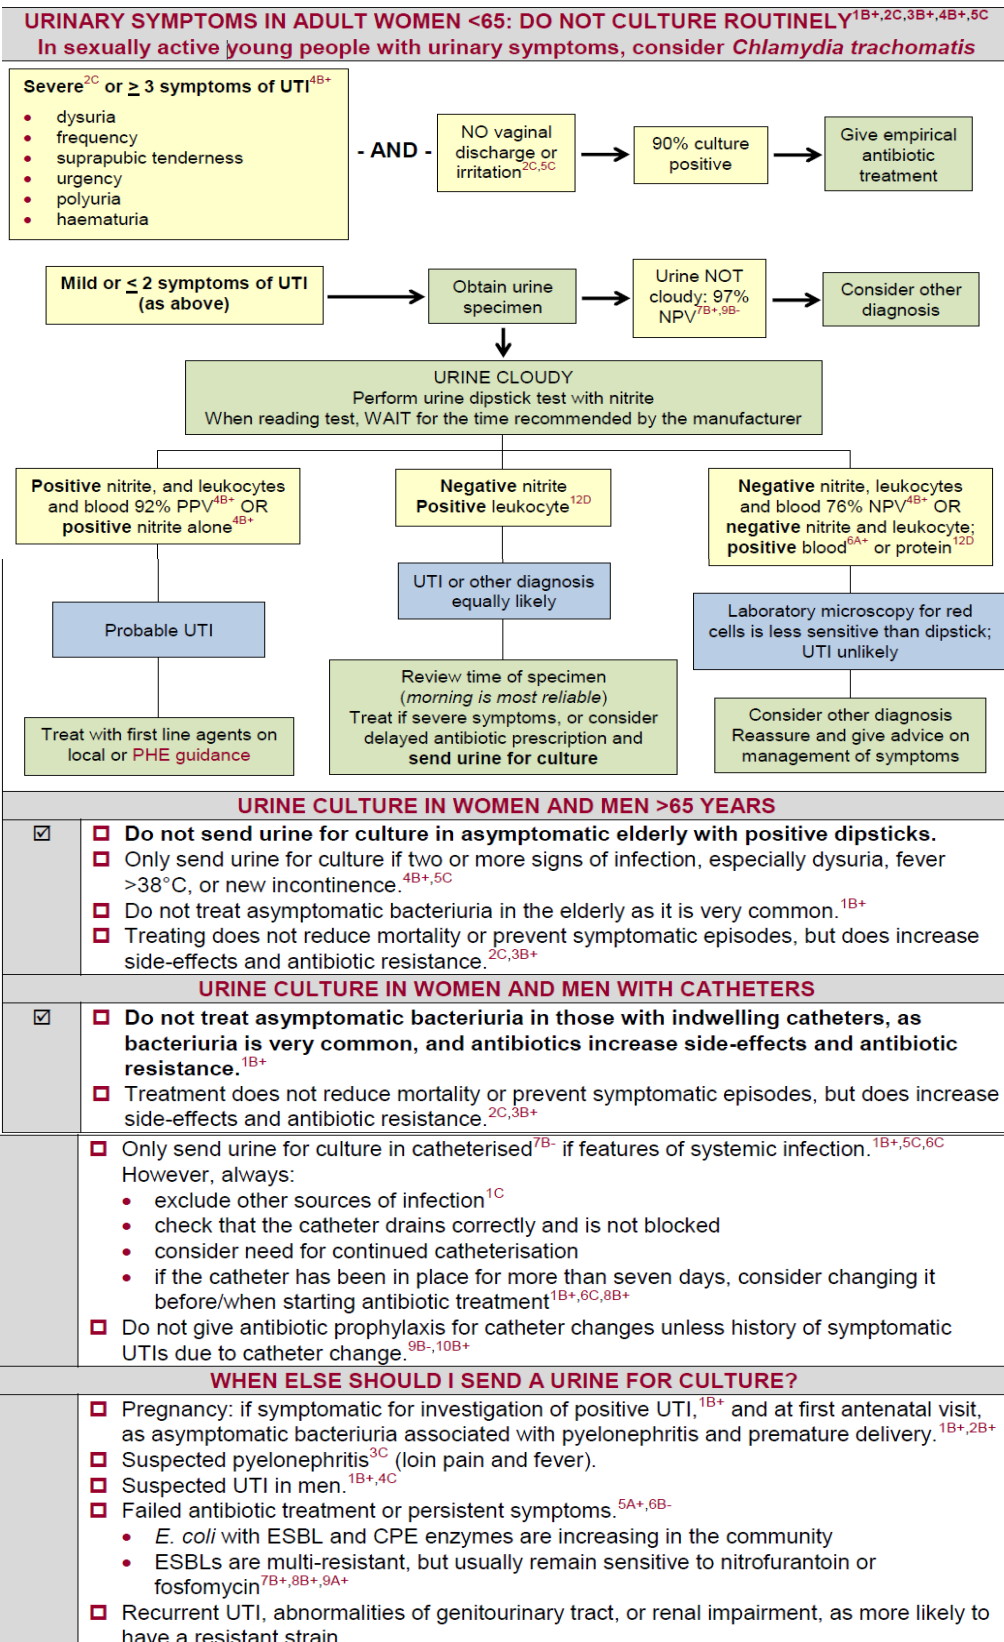 URINARY SYMPTOMS IN ADULT WOMEN <65: DO NOT CULTURE ROUTINELY1B+,2C,3B+,4B+,5C
In sexually active young people with urinary symptoms, consider Chlamydia trachomatis
Severe2C or ≥ 3 symptoms of UTI4B+
• dysuria
• frequency
• suprapubic tenderness
• urgency
• polyuria
• haematuria
- AND -
NO vaginal
discharge or
irritation2C,5C
90% culture
positive
Give empirical
antibiotic
treatment
Mild or ≤ 2 symptoms of UTI
(as above)
Obtain urine
specimen
Urine NOT
cloudy: 97%
NPV7B+,9B-
Consider other
diagnosis
URINE CLOUDY
Perform urine dipstick test with nitrite
When reading test, WAIT for the time recommended by the manufacturer
Positive nitrite, and leukocytes
and blood 92% PPV4B+ OR
positive nitrite alone4B+
Negative nitrite
Positive leukocyte12D
Negative nitrite, leukocytes
and blood 76% NPV4B+ OR
negative nitrite and leukocyte;
positive blood6A+ or protein12D
Probable UTI
UTI or other diagnosis
equally likely
Laboratory microscopy for red
cells is less sensitive than dipstick;
UTI unlikely
Treat with first line agents on
local or PHE guidance
Review time of specimen
(morning is most reliable)
Treat if severe symptoms, or consider
delayed antibiotic prescription and
send urine for culture
Consider other diagnosis
Reassure and give advice on
management of symptoms
URINE CULTURE IN WOMEN AND MEN >65 YEARS
☑ Do not send urine for culture in asymptomatic elderly with positive dipsticks.
Only send urine for culture if two or more signs of infection, especially dysuria, fever
>38°C, or new incontinence.4B+,5C
Do not treat asymptomatic bacteriuria in the elderly as it is very common.1B+
Treating does not reduce mortality or prevent symptomatic episodes, but does increase
side-effects and antibiotic resistance.2C,3B+
URINE CULTURE IN WOMEN AND MEN WITH CATHETERS
☑ Do not treat asymptomatic bacteriuria in those with indwelling catheters, as
bacteriuria is very common, and antibiotics increase side-effects and antibiotic
resistance.1B+
Treatment does not reduce mortality or prevent symptomatic episodes, but does increase
side-effects and antibiotic resistance.2C,3B+
Only send urine for culture in catheterised7B- if features of systemic infection.1B+,5C,6C
However, always:
• exclude other sources of infection1C
• check that the catheter drains correctly and is not blocked
• consider need for continued catheterisation
• if the catheter has been in place for more than seven days, consider changing it
before/when starting antibiotic treatment1B+,6C,8B+
Do not give antibiotic prophylaxis for catheter changes unless history of symptomatic
UTIs due to catheter change.9B-,10B+
WHEN ELSE SHOULD I SEND A URINE FOR CULTURE?
Pregnancy: if symptomatic for investigation of positive UTI,1B+ and at first antenatal visit,
as asymptomatic bacteriuria associated with pyelonephritis and premature delivery.1B+,2B+
Suspected pyelonephritis3C (loin pain and fever).
Suspected UTI in men.1B+,4C
Failed antibiotic treatment or persistent symptoms.5A+,6B-
• E. coli with ESBL and CPE enzymes are increasing in the community
• ESBLs are multi-resistant, but usually remain sensitive to nitrofurantoin or
fosfomycin7B+,8B+,9A+
Recurrent UTI, abnormalities of genitourinary tract, or renal impairment, as more likely to
have a resistant strain